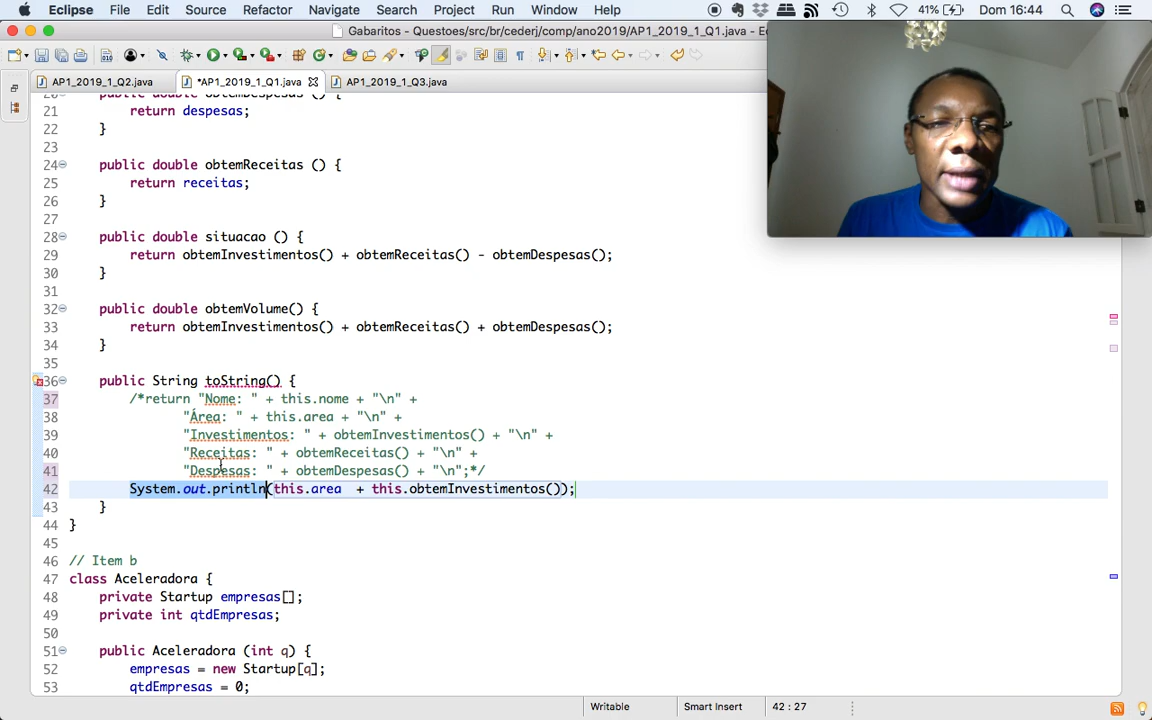 Eclipse File Edit Source Refactor Navigate Search Project Run Window Help 41% Dom 16:44
Gabaritos - Questoes/src/br/cederj/comp/ano2019/AP1_2019_1_Q1.java - Ec
AP1_2019_1_Q2.java *AP1_2019_1_Q1.java AP1_2019_1_Q3.java
20 public double obtemDespesas () {
21 return despesas;
22 }
23
24 public double obtemReceitas () {
25 return receitas;
26 }
27
28 public double situacao () {
29 return obtemInvestimentos() + obtemReceitas() - obtemDespesas();
30 }
31
32 public double obtemVolume() {
33 return obtemInvestimentos() + obtemReceitas() + obtemDespesas();
34 }
35
36 public String toString() {
37 /*return "Nome: " + this.nome + "\n" +
38 "Área: " + this.area + "\n" +
39 "Investimentos: " + obtemInvestimentos() + "\n" +
40 "Receitas: " + obtemReceitas() + "\n" +
41 "Despesas: " + obtemDespesas() + "\n";*/
42 System.out.println(this.area + this.obtemInvestimentos());
43 }
44 }
45
46 // Item b
47 class Aceleradora {
48 private Startup empresas[];
49 private int qtdEmpresas;
50
51 public Aceleradora (int q) {
52 empresas = new Startup[q];
53 qtdEmpresas = 0;
Writable Smart Insert 42 : 27